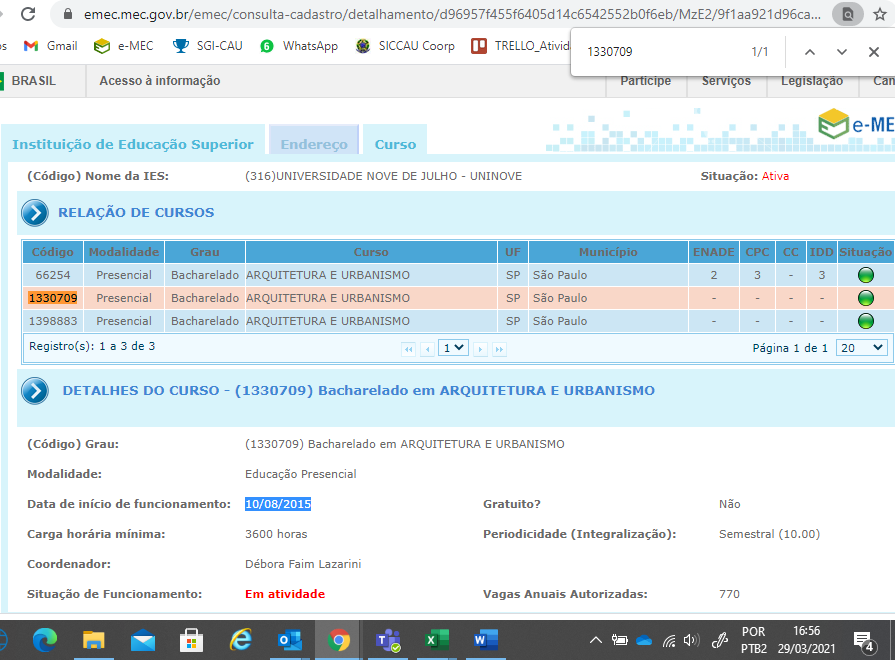 emec.mec.gov.br/emec/consulta-cadastro/detalhamento/d96957f455f6405d14c6542552b0f6eb/MzE2/9f1aa921d96ca...
os Gmail e-MEC SGI-CAU WhatsApp SICCAU Coorp TRELLO_Ativid
1330709 1/1
BRASIL Acesso à informação Participe Serviços Legislação Can
e-ME
Instituição de Educação Superior Endereço Curso
(Código) Nome da IES: (316)UNIVERSIDADE NOVE DE JULHO - UNINOVE Situação: Ativa
RELAÇÃO DE CURSOS
Código Modalidade Grau Curso UF Município ENADE CPC CC IDD Situação
66254 Presencial Bacharelado ARQUITETURA E URBANISMO SP São Paulo 2 3 - 3
1330709 Presencial Bacharelado ARQUITETURA E URBANISMO SP São Paulo - - - -
1398883 Presencial Bacharelado ARQUITETURA E URBANISMO SP São Paulo - - - -
Registro(s): 1 a 3 de 3 1 Página 1 de 1 20
DETALHES DO CURSO - (1330709) Bacharelado em ARQUITETURA E URBANISMO
(Código) Grau: (1330709) Bacharelado em ARQUITETURA E URBANISMO
Modalidade: Educação Presencial
Data de início de funcionamento: 10/08/2015 Gratuito? Não
Carga horária mínima: 3600 horas Periodicidade (Integralização): Semestral (10.00)
Coordenador: Débora Faim Lazarini
Situação de Funcionamento: Em atividade Vagas Anuais Autorizadas: 770
POR 16:56
PTB2 29/03/2021 4